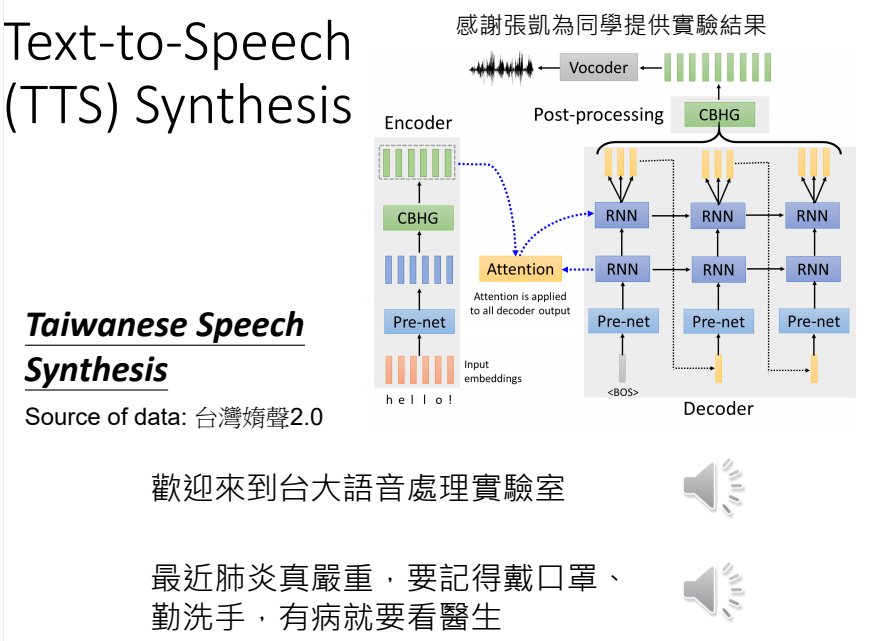 Text-to-Speech
(TTS) Synthesis
感謝張凱為同學提供實驗結果
Vocoder
Post-processing
CBHG
Encoder
CBHG
Pre-net
Input
embeddings
h e l l o !
Attention
Attention is applied
to all decoder output
RNN RNN RNN
RNN RNN RNN
Pre-net Pre-net Pre-net
<BOS>
Decoder
Taiwanese Speech
Synthesis
Source of data: 台灣媠聲2.0
歡迎來到台大語音處理實驗室
最近肺炎真嚴重，要記得戴口罩、
勤洗手，有病就要看醫生